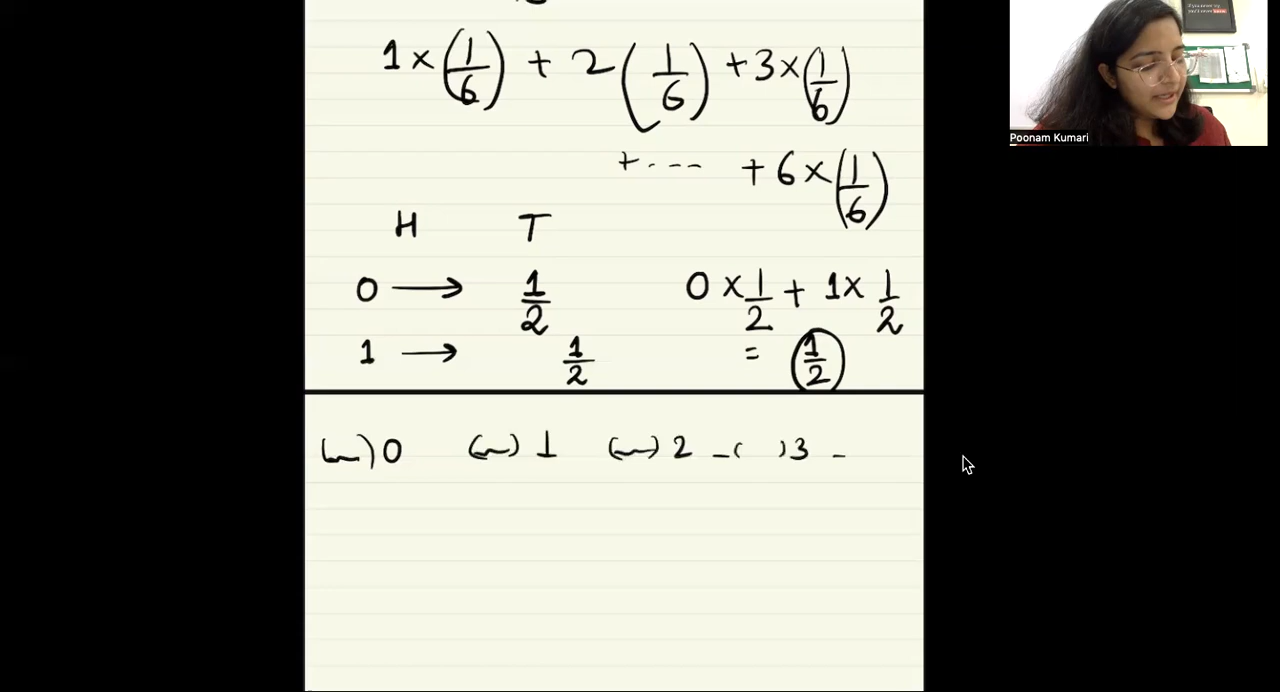 1 × (1/6) + 2 (1/6) + 3 × (1/6)
+ ---- + 6 × (1/6)
H T
0 → 1/2 0 × 1/2 + 1 × 1/2
1 → 1/2 = 1/2
( ) 0 ( ) 1 ( ) 2 - ( ) 3 -
Poonam Kumari